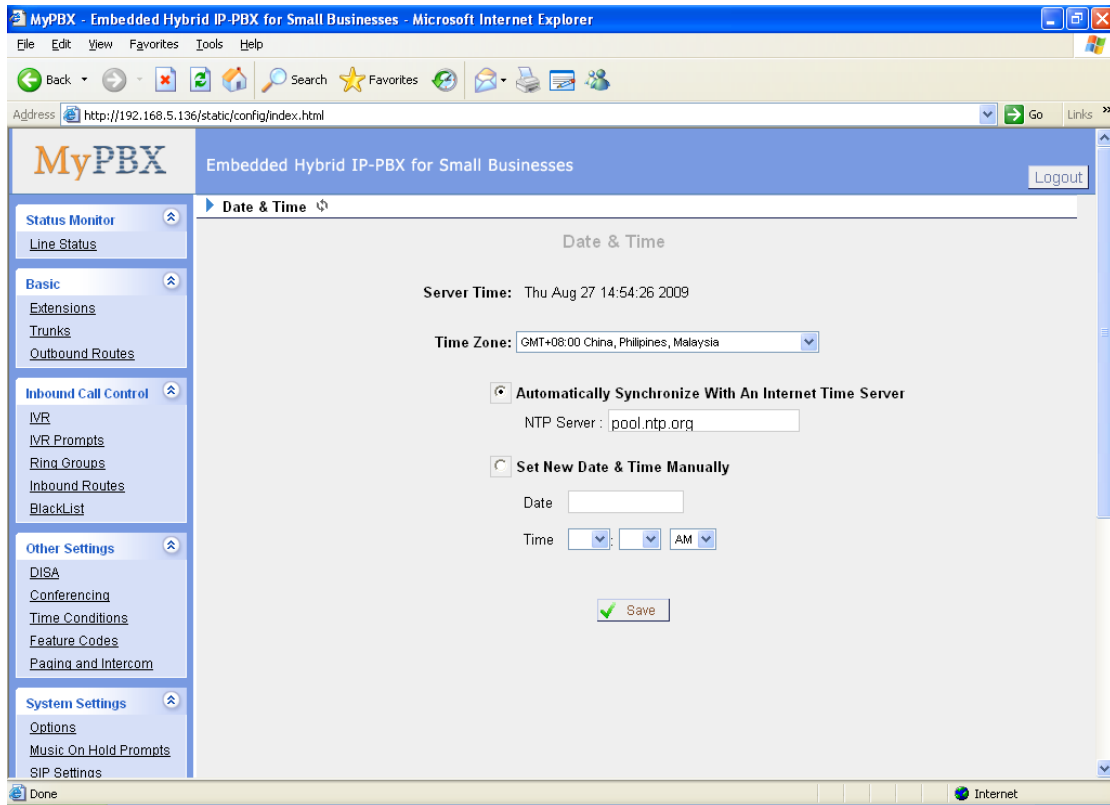 MyPBX - Embedded Hybrid IP-PBX for Small Businesses - Microsoft Internet Explorer
File Edit View Favorites Tools Help
Back Search Favorites
Address http://192.168.5.136/static/config/index.html Go Links »
MyPBX
Embedded Hybrid IP-PBX for Small Businesses
Logout
Status Monitor
Line Status
Basic
Extensions
Trunks
Outbound Routes
Inbound Call Control
IVR
IVR Prompts
Ring Groups
Inbound Routes
BlackList
Other Settings
DISA
Conferencing
Time Conditions
Feature Codes
Paging and Intercom
System Settings
Options
Music On Hold Prompts
SIP Settings
Date & Time
Date & Time
Server Time: Thu Aug 27 14:54:26 2009
Time Zone: GMT+08:00 China, Philipines, Malaysia
Automatically Synchronize With An Internet Time Server
NTP Server : pool.ntp.org
Set New Date & Time Manually
Date
Time : AM
Save
Done Internet